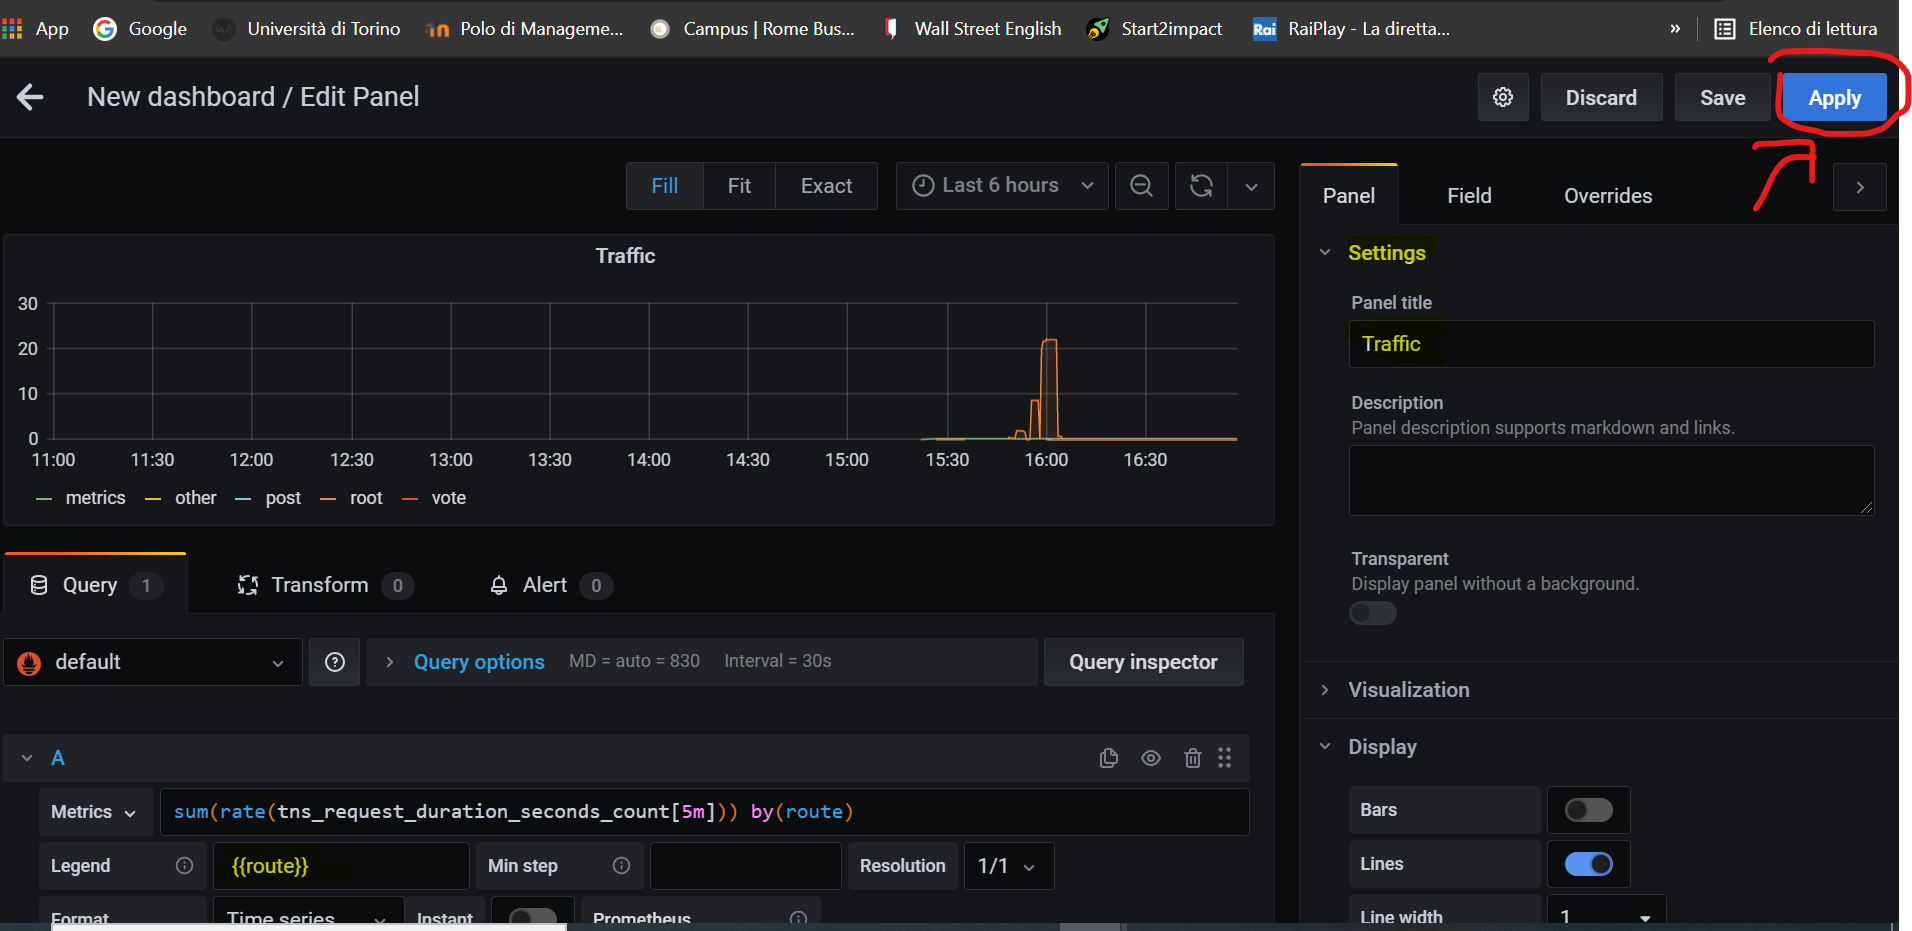 App Google Università di Torino Polo di Manageme... Campus | Rome Bus... Wall Street English Start2impact Rai RaiPlay - La diretta... » Elenco di lettura
New dashboard / Edit Panel Discard Save Apply
Fill Fit Exact Last 6 hours
Panel Field Overrides
Traffic
30
20
10
0
11:00 11:30 12:00 12:30 13:00 13:30 14:00 14:30 15:00 15:30 16:00 16:30
metrics other post root vote
Query 1 Transform 0 Alert 0
default Query options MD = auto = 830 Interval = 30s Query inspector
A
Metrics sum(rate(tns_request_duration_seconds_count[5m])) by(route)
Legend {{route}} Min step Resolution 1/1
Format Time series Instant Prometheus
Settings
Panel title
Traffic
Description
Panel description supports markdown and links.
Transparent
Display panel without a background.
Visualization
Display
Bars
Lines
Line width 1